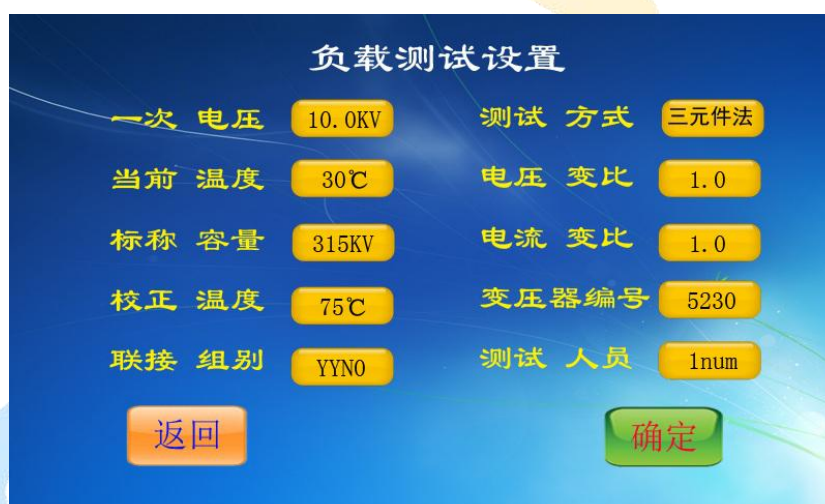 负载测试设置
一次 电压 10.0KV 测试 方式 三元件法
当前 温度 30℃ 电压 变比 1.0
标称 容量 315KV 电流 变比 1.0
校正 温度 75℃ 变压器编号 5230
联接 组别 YYN0 测试 人员 1num
返回 确定